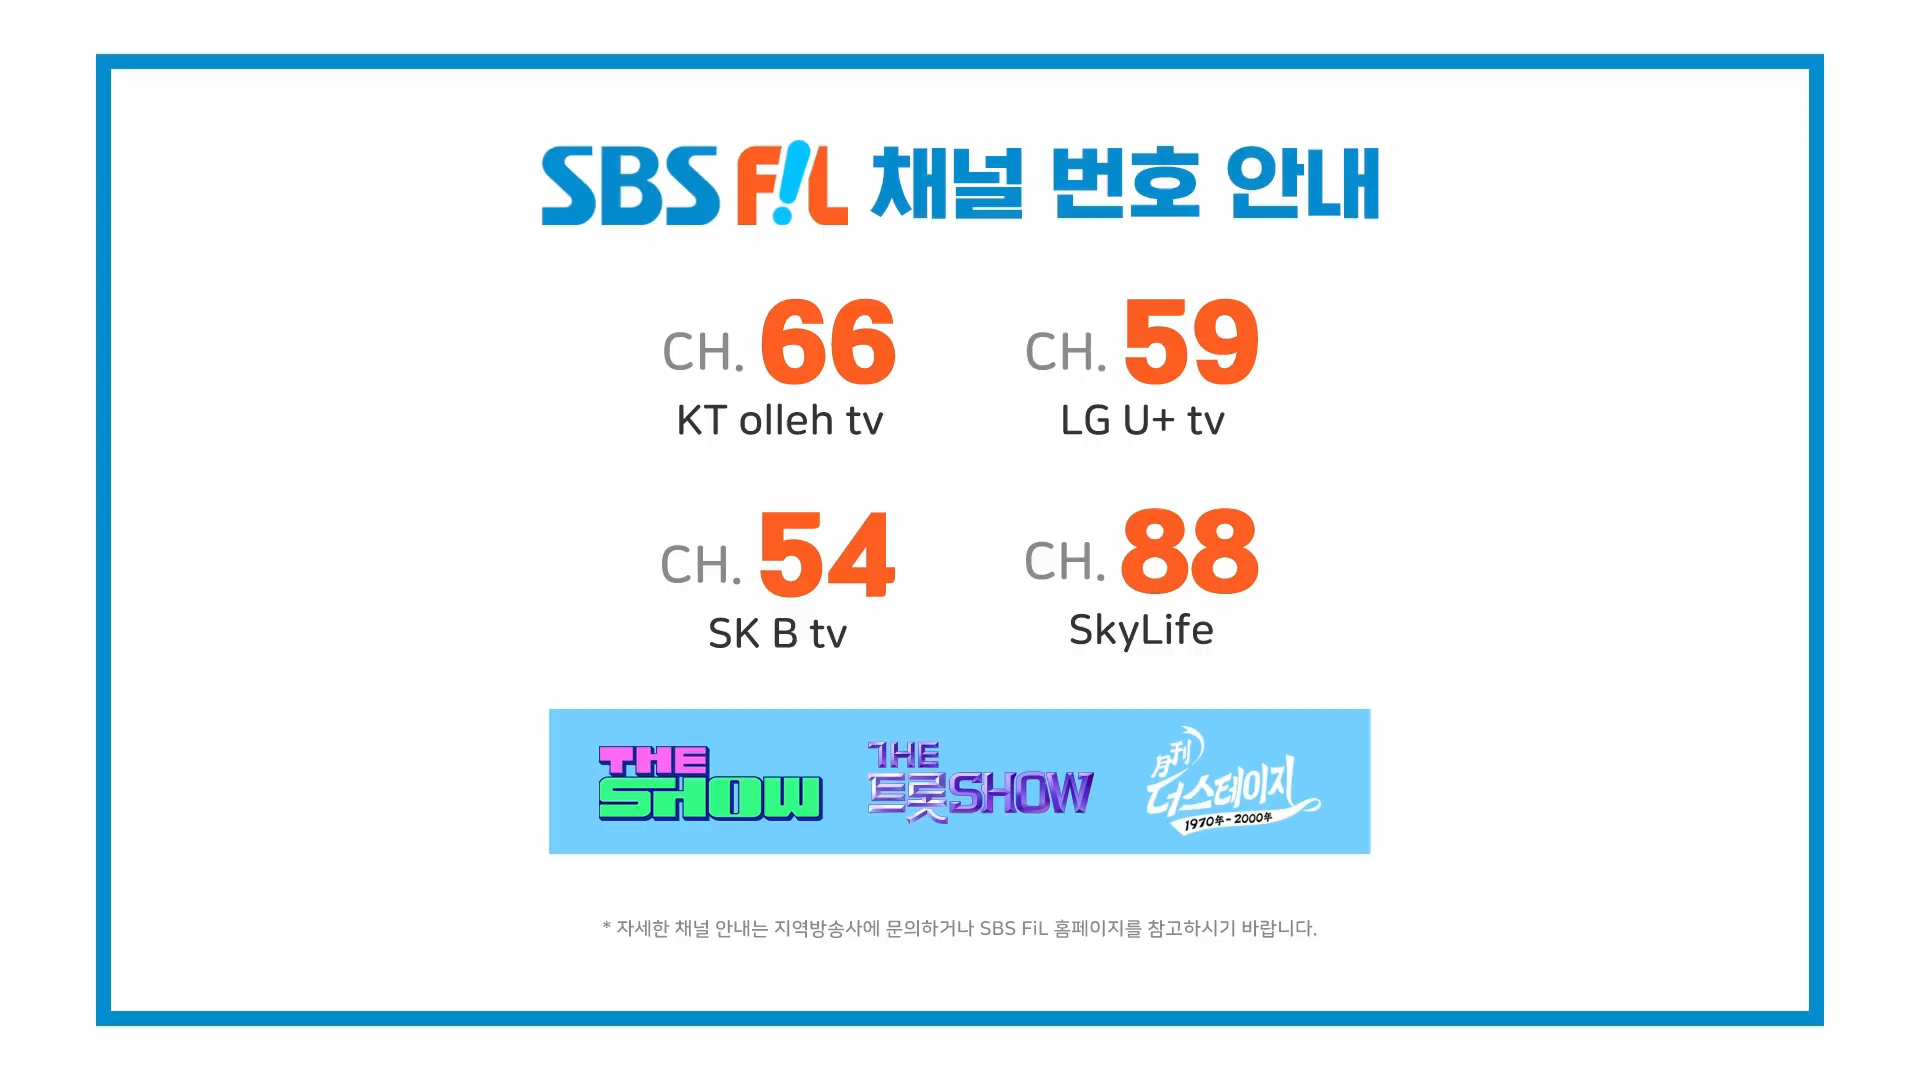 SBS F!L 채널 번호 안내
CH. 66
KT olleh tv
CH. 59
LG U+ tv
CH. 54
SK B tv
CH. 88
SkyLife
THE
SHOW
THE
트롯SHOW
月刊
더스테이지
1970年-2000年
* 자세한 채널 안내는 지역방송사에 문의하거나 SBS FiL 홈페이지를 참고하시기 바랍니다.